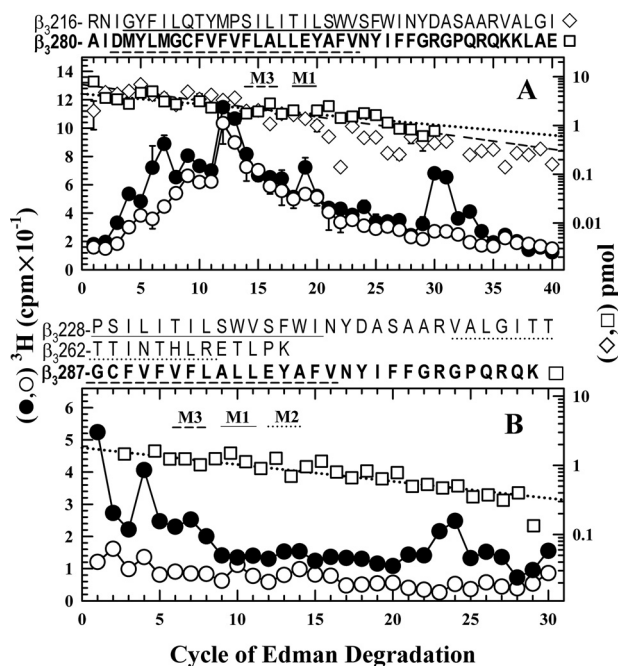 β₃216-RNIGYFILQTYMPSILITILSWVSFWINYDASAARVALGI ◇
β₃280-AIDMYLMGCFVFVFLALLEYAFVNYIFFGRGPQRQKKLAE □
M3 M1
A
14
12
10
8
6
4
2
0
10
1
0.1
0.01
0 5 10 15 20 25 30 35 40
(●,○) ³H (cpm×10⁻¹)
(◇,□) pmol
β₃228-PSILITILSWVSFWINYDASAARVALGITT
β₃262-TTINTHLRETLPK
β₃287-GCFVFVFLALLEYAFVNYIFFGRGPQRQK □
M3 M1 M2
B
6
5
4
3
2
1
0
10
1
0.1
0 5 10 15 20 25 30
Cycle of Edman Degradation